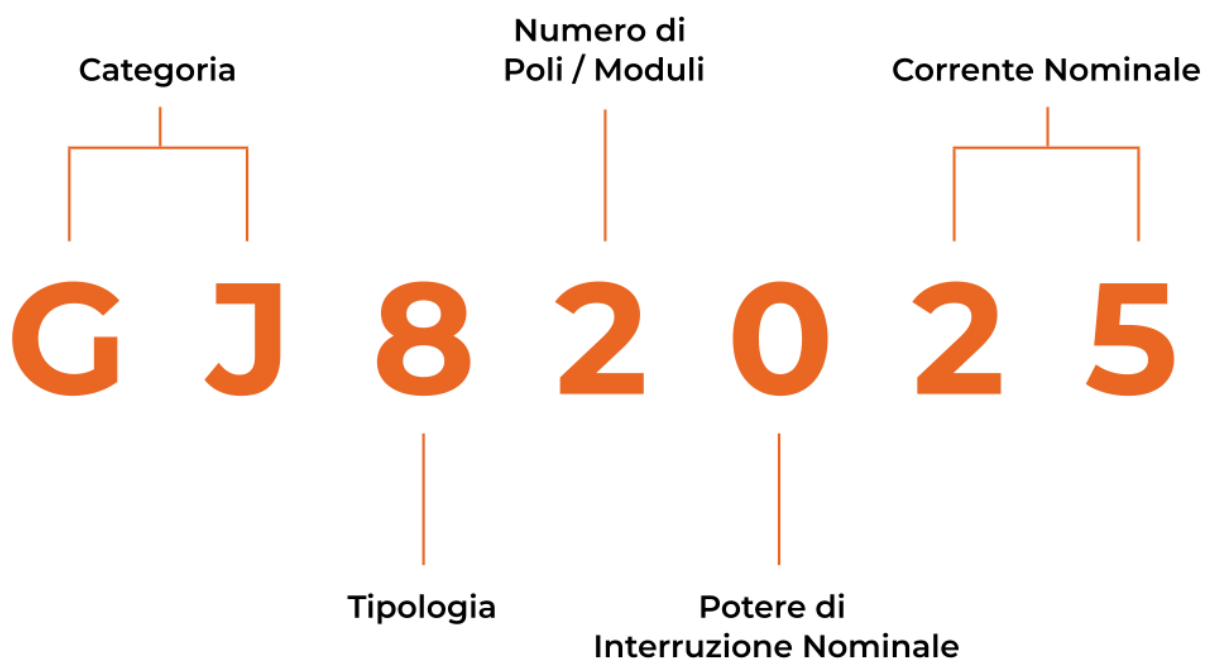 Categoria
Numero di
Poli / Moduli
Corrente Nominale
G J 8 2 0 2 5
Tipologia
Potere di
Interruzione Nominale